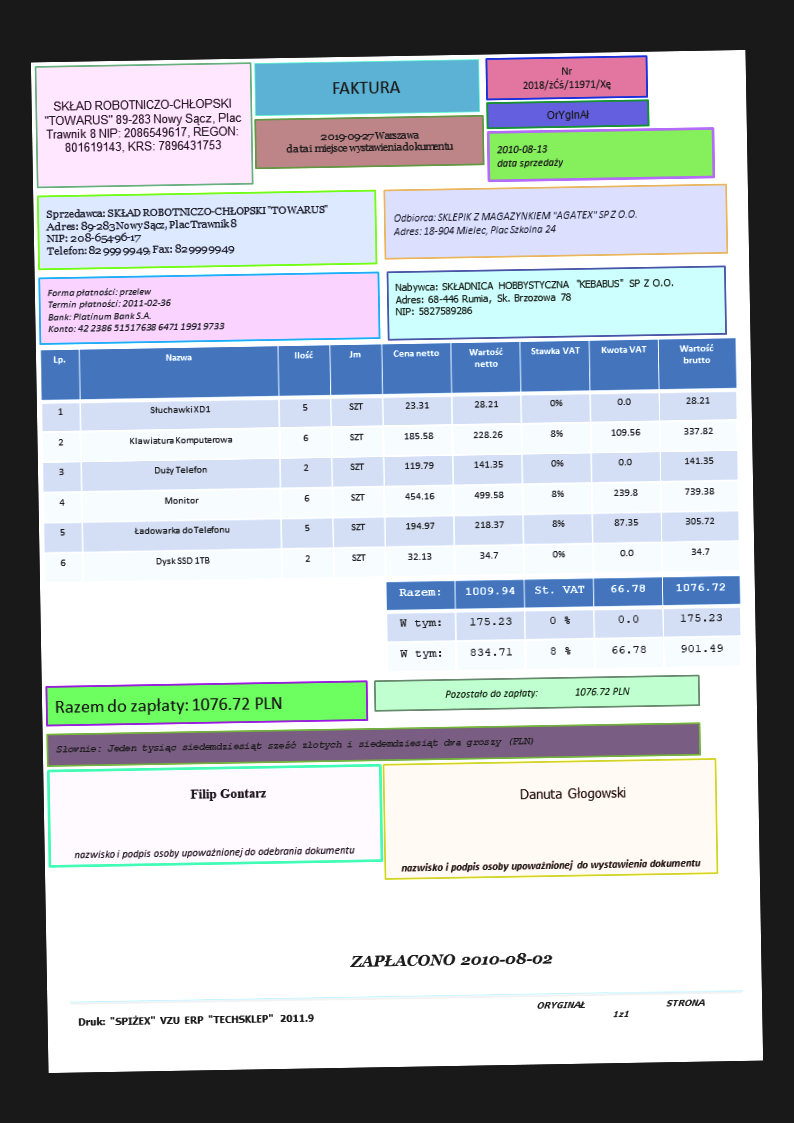 SKŁAD ROBOTNICZO-CHŁOPSKI
"TOWARUS" 89-283 Nowy Sącz, Plac
Trawnik 8 NIP: 2086549617, REGON:
801619143, KRS: 7896431753
FAKTURA
2019-09-27 Warszawa
data i miejsce wystawienia dokumentu
Nr
2018/żĆś/11971/Xę
OrYgInAł
2010-08-13
data sprzedaży
Sprzedawca: SKŁAD ROBOTNICZO-CHŁOPSKI "TOWARUS"
Adres: 89-283 Nowy Sącz, Plac Trawnik 8
NIP: 208-654-96-17
Telefon: 82 999 99 49, Fax: 829999949
Odbiorca: SKLEPIK Z MAGAZYNKIEM "AGATEX" SP Z O.O.
Adres: 18-904 Mielec, Plac Szkolna 24
Forma płatności: przelew
Termin płatności: 2011-02-36
Bank: Platinum Bank S.A.
Konto: 42 2386 5151 7638 6471 1991 9733
Nabywca: SKŁADNICA HOBBYSTYCZNA "KEBABUS" SP Z O.O.
Adres: 68-446 Rumia, Sk. Brzozowa 78
NIP: 5827589286
Lp. Nazwa Ilość Jm Cena netto Wartość netto Stawka VAT Kwota VAT Wartość brutto
1 Słuchawki XD1 5 SZT 23.31 28.21 0% 0.0 28.21
2 Klawiatura Komputerowa 6 SZT 185.58 228.26 8% 109.56 337.82
3 Duży Telefon 2 SZT 119.79 141.35 0% 0.0 141.35
4 Monitor 6 SZT 454.16 499.58 8% 239.8 739.38
5 Ładowarka do Telefonu 5 SZT 194.97 218.37 8% 87.35 305.72
6 Dysk SSD 1TB 2 SZT 32.13 34.7 0% 0.0 34.7
Razem: 1009.94 St. VAT 66.78 1076.72
W tym: 175.23 0 % 0.0 175.23
W tym: 834.71 8 % 66.78 901.49
Razem do zapłaty: 1076.72 PLN
Pozostało do zapłaty: 1076.72 PLN
Słownie: Jeden tysiąc siedemdziesiąt sześć złotych i siedemdziesiąt dwa groszy (PLN)
Filip Gontarz
nazwisko i podpis osoby upoważnionej do odebrania dokumentu
Danuta Głogowski
nazwisko i podpis osoby upoważnionej do wystawienia dokumentu
ZAPŁACONO 2010-08-02
Druk: "SPIŻEX" VZU ERP "TECHSKLEP" 2011.9
ORYGINAŁ
1z1
STRONA